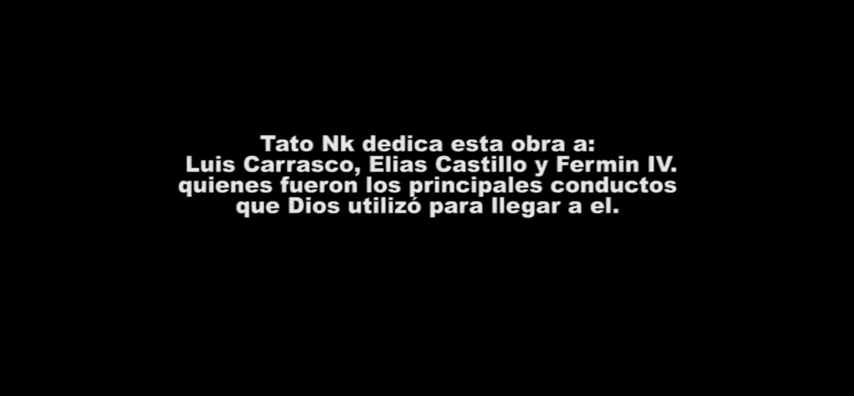 Tato Nk dedica esta obra a:
Luis Carrasco, Elias Castillo y Fermin IV.
quienes fueron los principales conductos
que Dios utilizó para llegar a el.